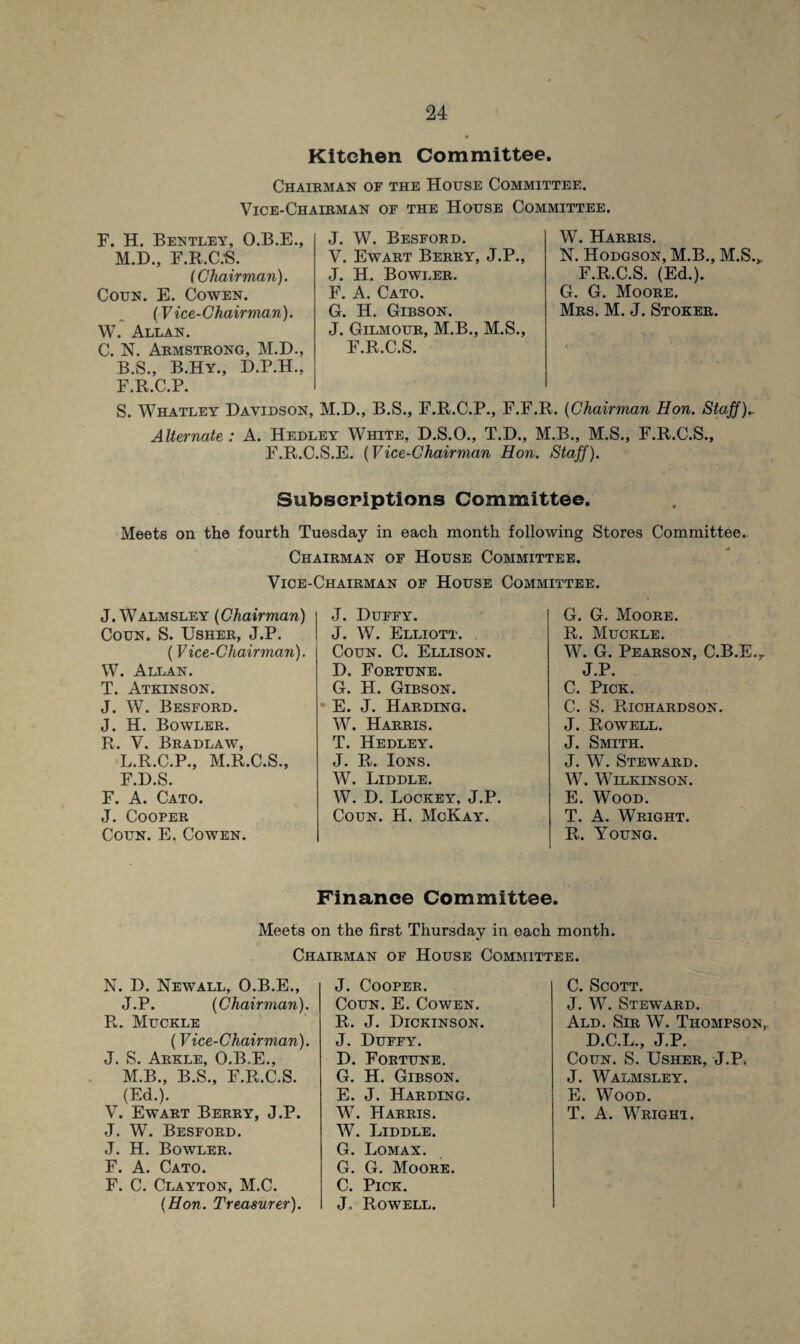 24
Kitchen Committee.
Chairman of the House Committee.
Vice-Chairman of the House Committee.
F. H. Bentley, O.B.E.,
M.D., F.R.C.S.
(Chairman).
Coun. E. Cowen.
(Vice-Chairman).
W. Allan.
C. N. Armstrong, M.D.,
B.S., B.Hy., D.P.H.,
F.R.C.P.
J. W. Besford.
V. Ewart Berry, J.P.,
J. H. Bowler.
F. A. Cato.
G. H. Gibson.
J. Gilmour, M.B., M.S.,
F.R.C.S.
W. Harris.
N. Hodgson, M.B., M.S.,
F.R.C.S. (Ed.).
G. G. Moore.
Mrs. M. J. Stoker.
S. Whatley Davidson, M.D., B.S., F.R.C.P., F.F.R. (Chairman Hon. Staff).
Alternate : A. Hedley White, D.S.O., T.D., M.B., M.S., F.R.C.S.,
F.R.C.S.E. (Vice-Chairman Hon. Staff).
Subscriptions Committee.
Meets on the fourth Tuesday in each month following Stores Committee.
Chairman of House Committee.
Vice-Chairman of House Committee.
J. Walmsley (Chairman)
Coun. S. Usher, J.P.
(Vice-Chairman).
W. Allan.
T. Atkinson.
J. W. Besford.
J. H. Bowler.
R. V. Bradlaw,
L.R.C.P., M.R.C.S.,
F.D.S.
F. A. Cato.
J. Cooper
Coun. E. Cowen.
J. Duffy.
J. W. Elliott.
Coun. C. Ellison.
D. Fortune.
G. H. Gibson.
E. J. Harding.
W. Harris.
T. Hedley.
J. R. Ions.
W. Liddle.
W. D. Lockey, J.P.
Coun. H. McKay.
G. G. Moore.
R. Muckle.
W. G. Pearson, C.B.E.,
J.P.
C. Pick.
C. S. Richardson.
J. Rowell.
J. Smith.
J. W. Steward.
W. Wilkinson.
E. Wood.
T. A. Wright.
R. Young.
Finance Committee.
Meets on the first Thursday in each month.
Chairman of House Committee.
N. D. Newall, O.B.E.,
J.P. (Chairman).
R. Muckle
(Vice-Chairman).
J. S. Arkle, O.B.E.,
M.B., B.S., F.R.C.S.
(Ed.).
V. Ewart Berry, J.P.
J. W. Besford.
J. H. Bowler.
F. A. Cato.
F. C. Clayton, M.C.
(Hon. Treasurer).
J. Cooper.
Coun. E. Cowen.
R. J. Dickinson.
J. Duffy.
D. Fortune.
G. H. Gibson.
E. J. Harding.
W. Harris.
W. Liddle.
G. Lomax.
G. G. Moore.
C. Pick.
J. Rowell.
C. Scott.
J. W. Steward.
Ald. Sir W. Thompson,
D.C.L., J.P.
Coun. S. Usher, J.P.
J. Walmsley.
E. Wood.
T. A. Wright.